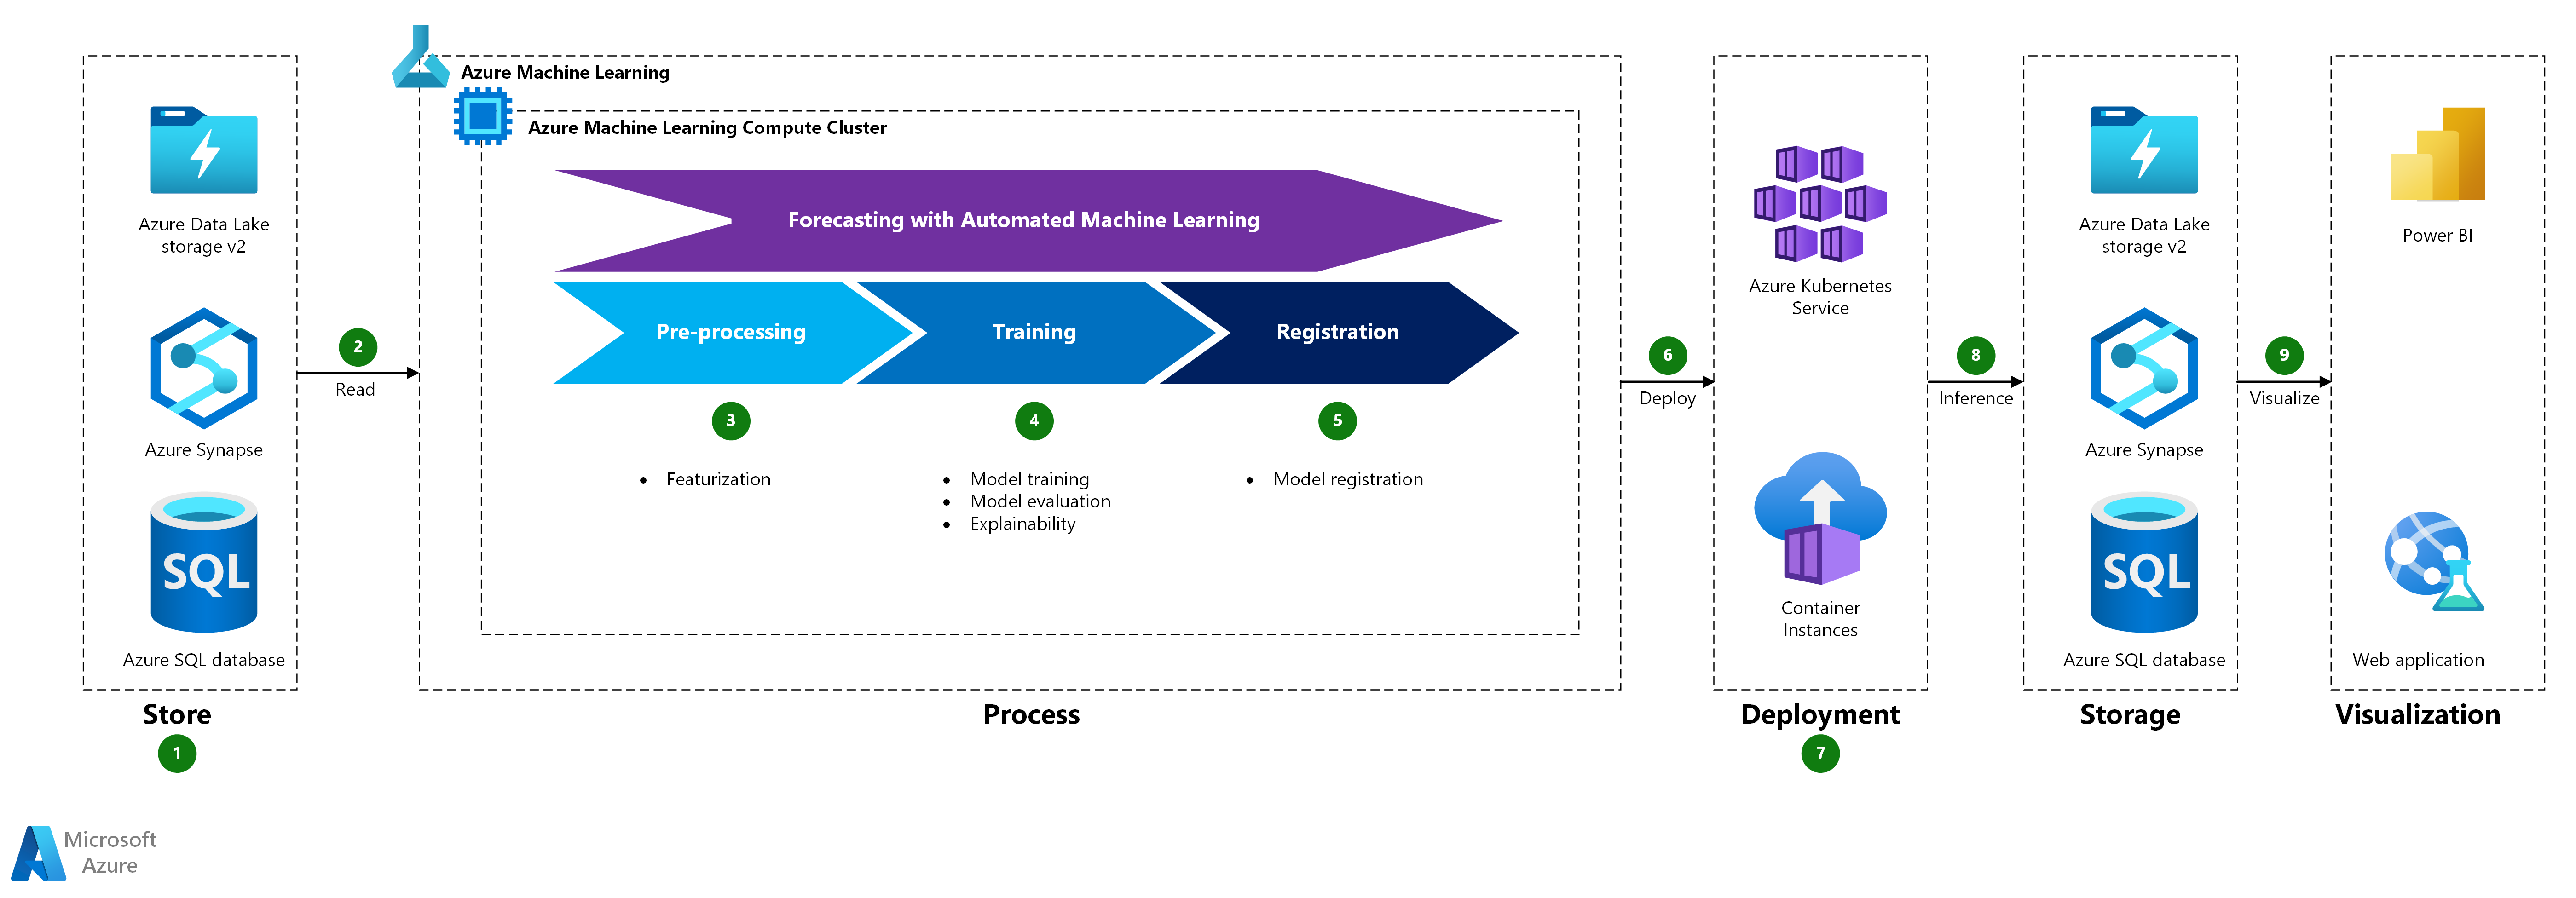 Azure Data Lake
storage v2
Azure Synapse
SQL
Azure SQL database
Store
1
2
Read
Azure Machine Learning
Azure Machine Learning Compute Cluster
Forecasting with Automated Machine Learning
Pre-processing
Training
Registration
3
4
5
• Featurization
• Model training
• Model evaluation
• Explainability
• Model registration
Process
6
Deploy
Azure Kubernetes
Service
Container
Instances
Deployment
7
8
Inference
Azure Data Lake
storage v2
Azure Synapse
SQL
Azure SQL database
Storage
9
Visualize
Power BI
Web application
Visualization
Microsoft
Azure